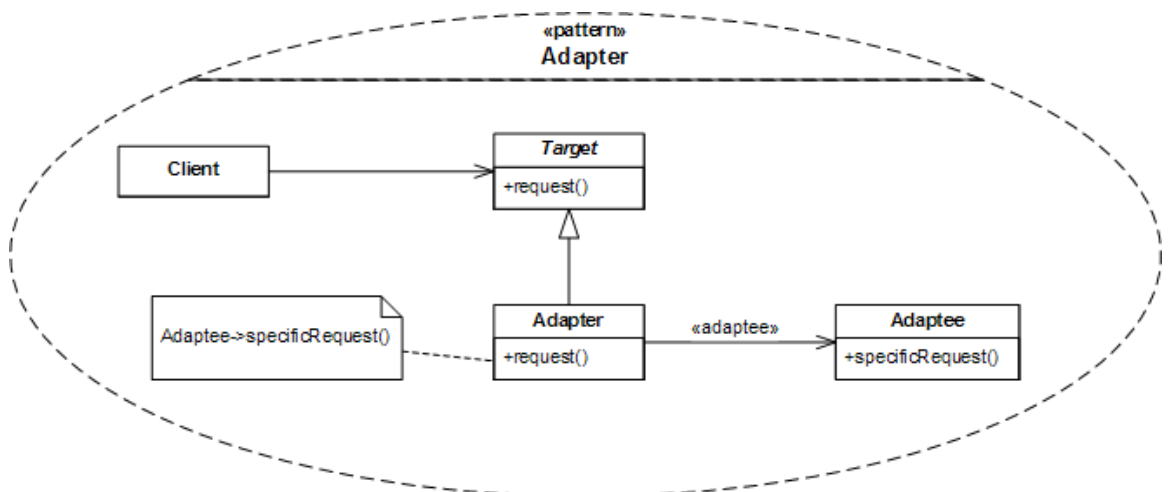 «pattern»
Adapter
Client
Target
+request()
Adaptee->specificRequest()
Adapter
+request()
«adaptee»
Adaptee
+specificRequest()